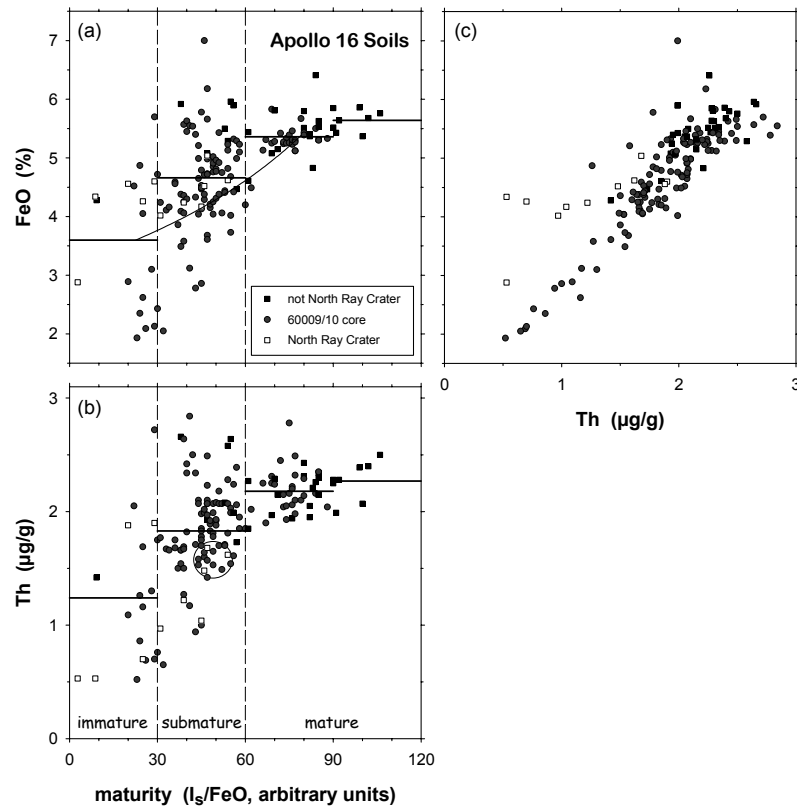 (a)
Apollo 16 Soils
7
6
5
4
3
2
FeO (%)
not North Ray Crater
60009/10 core
North Ray Crater
(c)
0
1
2
3
Th (µg/g)
(b)
3
2
1
0
Th (µg/g)
immature
submature
mature
0
30
60
90
120
maturity (Is/FeO, arbitrary units)